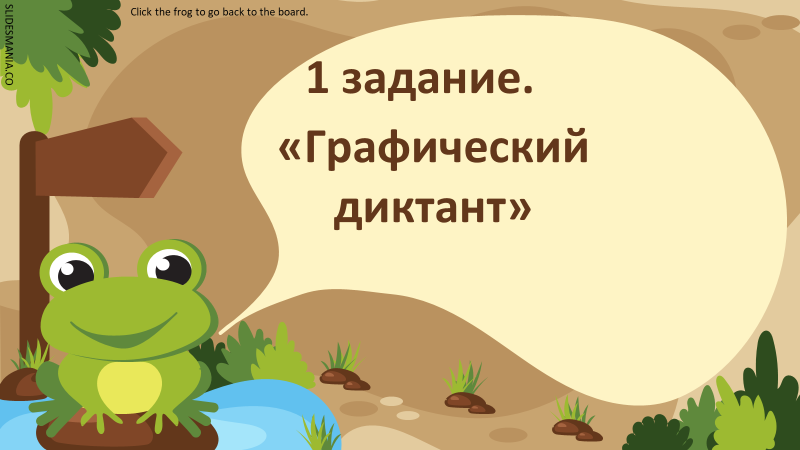 SLIDESMANIA.CO
Click the frog to go back to the board.
1 задание.
«Графический
диктант»